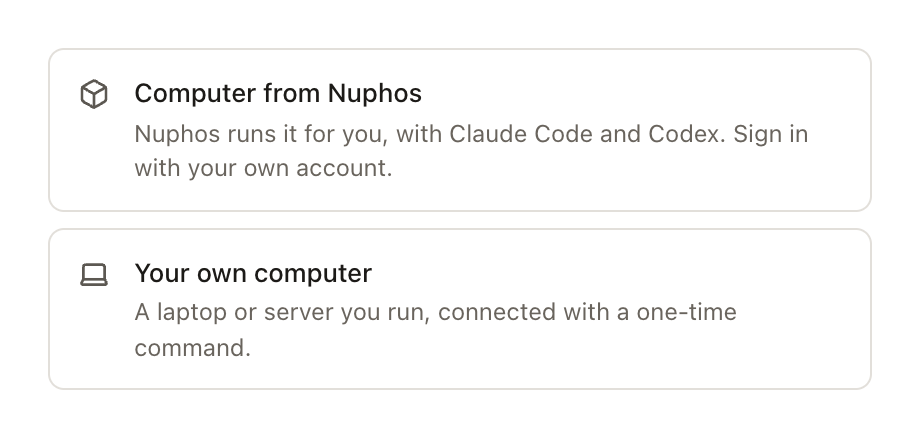 Computer from Nuphos
Nuphos runs it for you, with Claude Code and Codex. Sign in
with your own account.
Your own computer
A laptop or server you run, connected with a one-time
command.